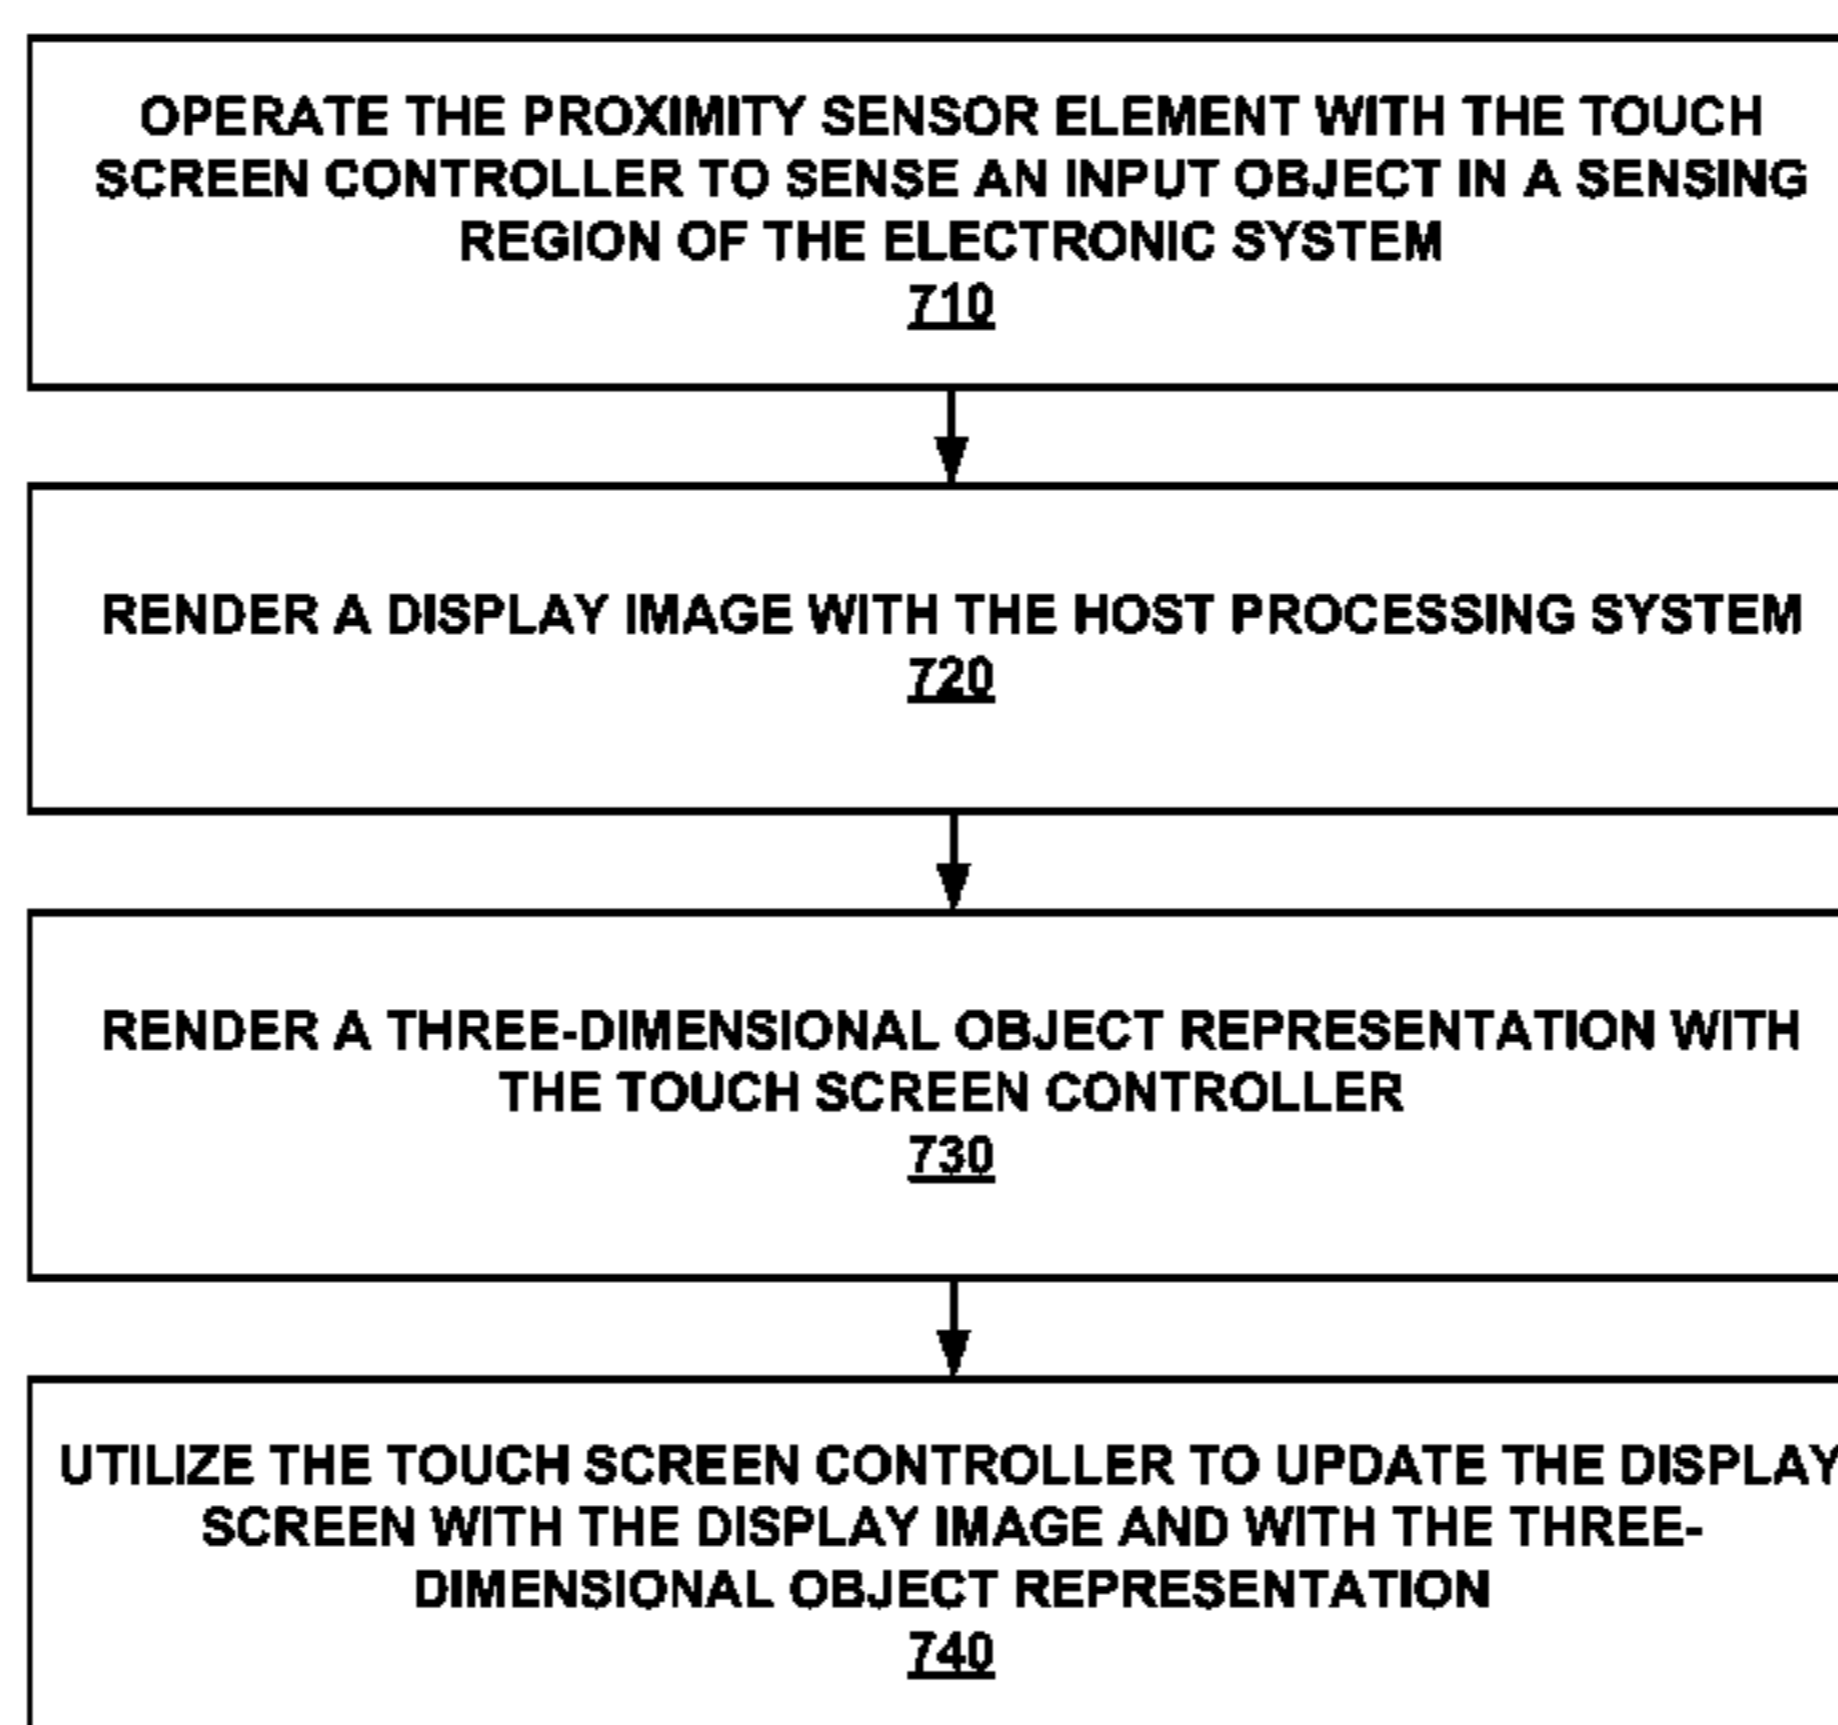 OPERATE THE PROXIMITY SENSOR ELEMENT WITH THE TOUCH
SCREEN CONTROLLER TO SENSE AN INPUT OBJECT IN A SENSING
REGION OF THE ELECTRONIC SYSTEM
710
RENDER A DISPLAY IMAGE WITH THE HOST PROCESSING SYSTEM
720
RENDER A THREE-DIMENSIONAL OBJECT REPRESENTATION WITH
THE TOUCH SCREEN CONTROLLER
730
UTILIZE THE TOUCH SCREEN CONTROLLER TO UPDATE THE DISPLAY
SCREEN WITH THE DISPLAY IMAGE AND WITH THE THREE-
DIMENSIONAL OBJECT REPRESENTATION
740